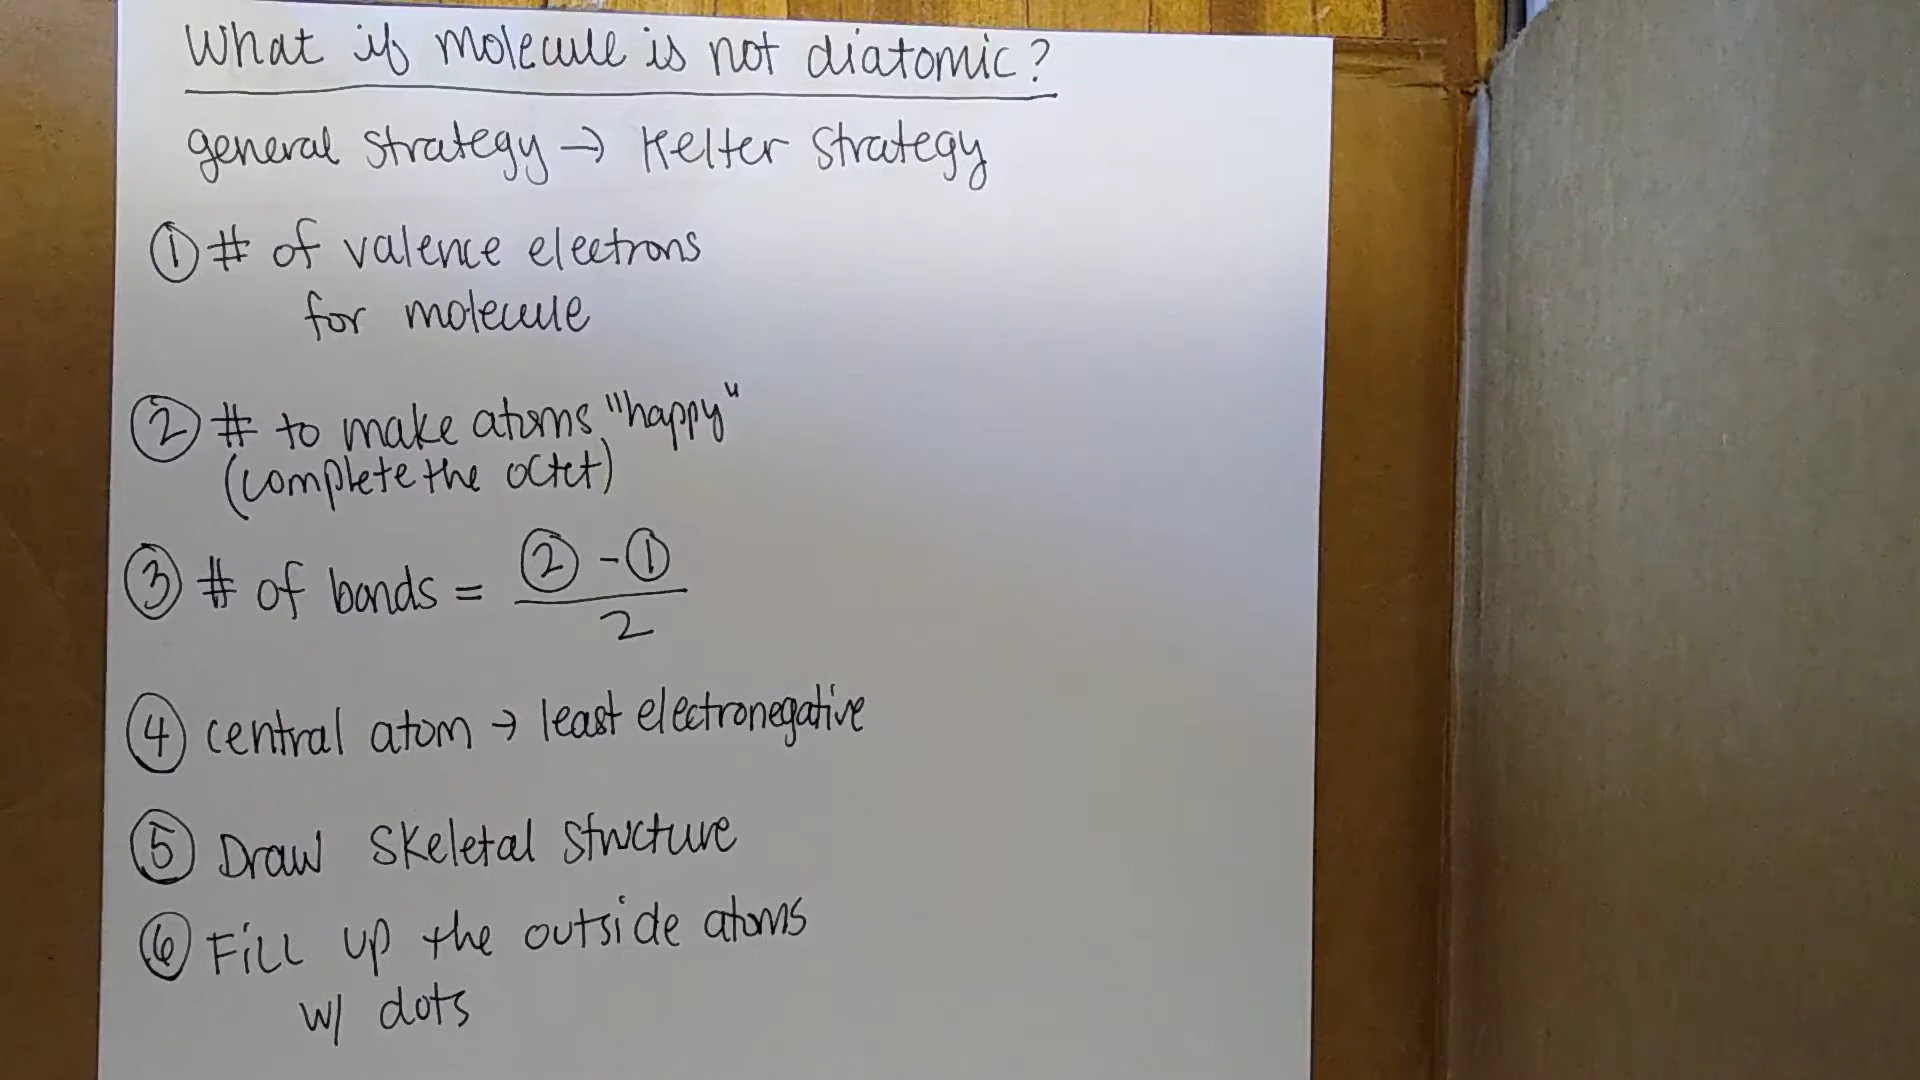 What if molecule is not diatomic?
general strategy → Kelter strategy
① # of valence electrons
for molecule
② # to make atoms "happy"
(complete the octet)
③ # of bonds = (② - ①) / 2
④ central atom → least electronegative
⑤ Draw skeletal structure
⑥ Fill up the outside atoms
w/ dots